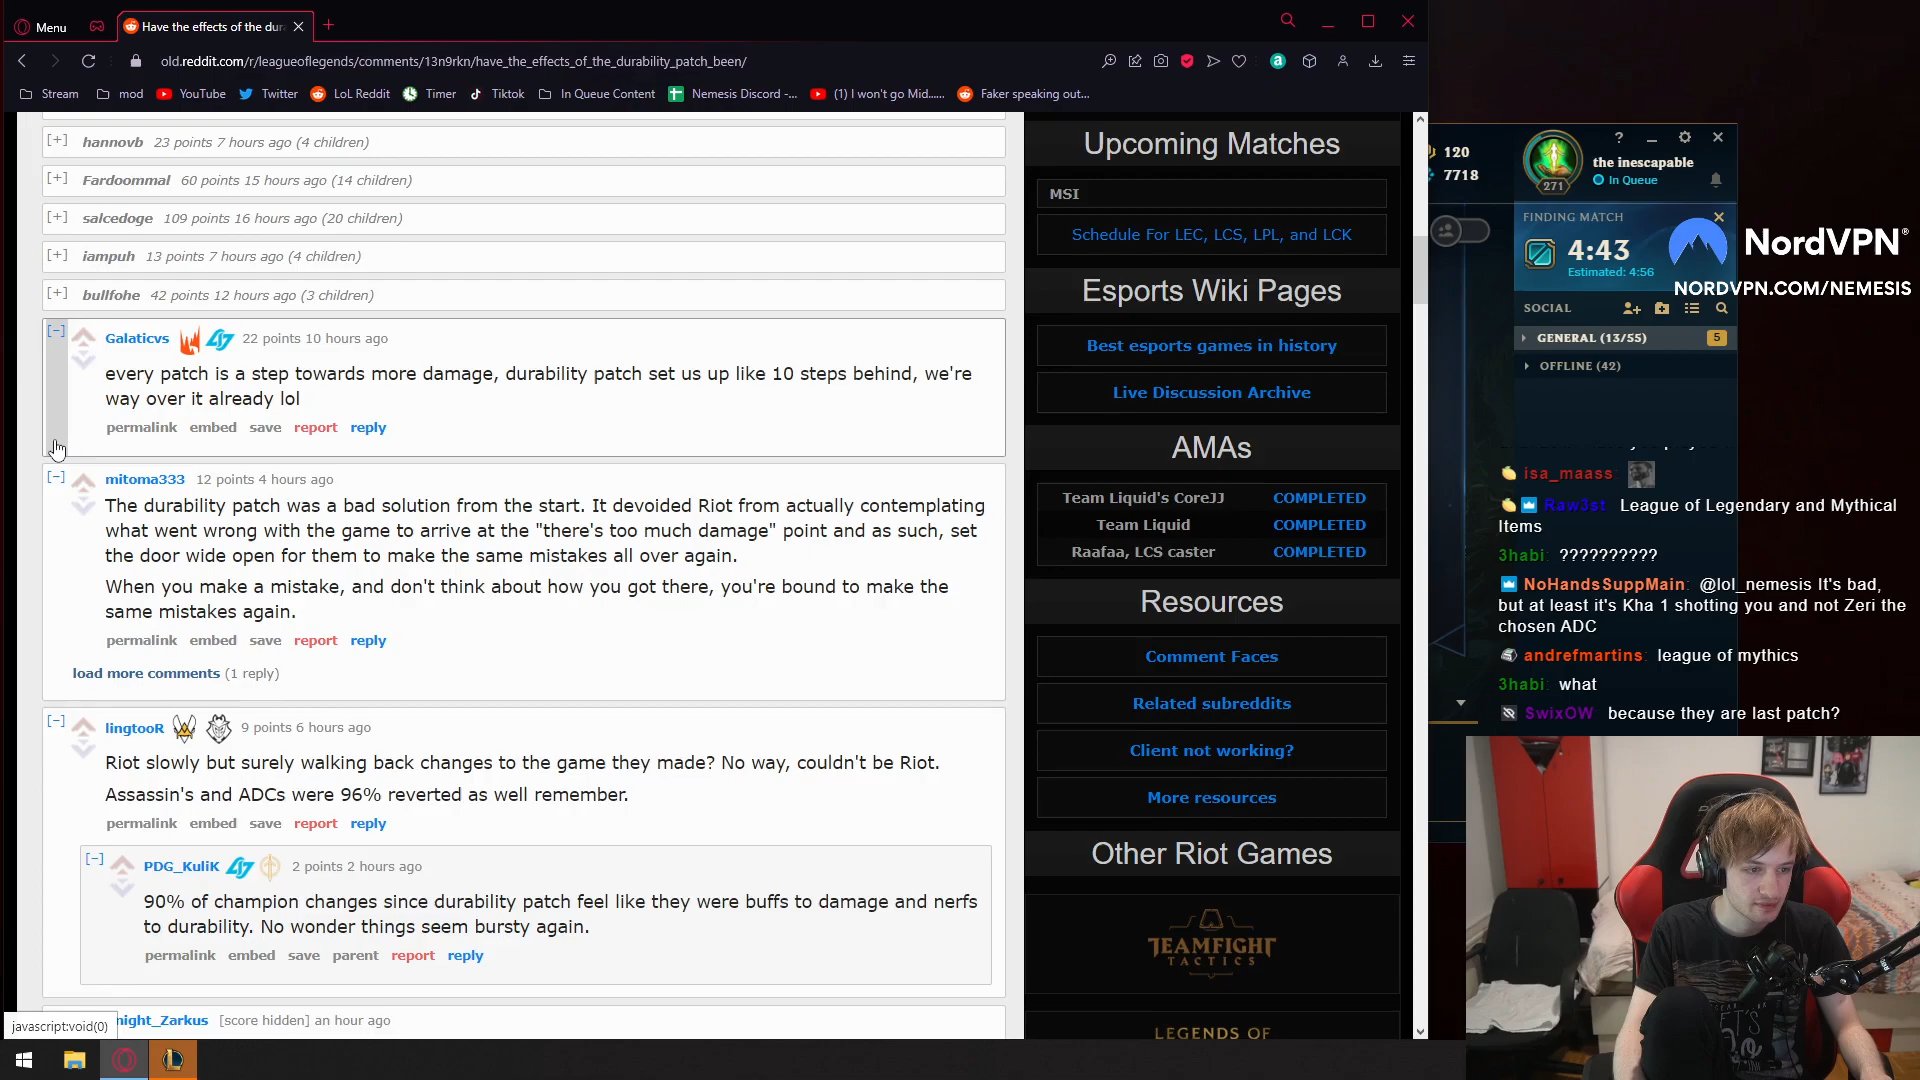 Menu
Have the effects of the dur
old.reddit.com/r/leagueoflegends/comments/13n9rkn/have_the_effects_of_the_durability_patch_been/
Stream
mod
YouTube
Twitter
LoL Reddit
Timer
Tiktok
In Queue Content
Nemesis Discord -...
(1) I won't go Mid......
Faker speaking out...
[+] hannovb 23 points 7 hours ago (4 children)
[+] Fardoommal 60 points 15 hours ago (14 children)
[+] salcedoge 109 points 16 hours ago (20 children)
[+] iampuh 13 points 7 hours ago (4 children)
[+] bullfohe 42 points 12 hours ago (3 children)
[−] Galaticvs 22 points 10 hours ago
every patch is a step towards more damage, durability patch set us up like 10 steps behind, we're
way over it already lol
permalink embed save report reply
[−] mitoma333 12 points 4 hours ago
The durability patch was a bad solution from the start. It devoided Riot from actually contemplating
what went wrong with the game to arrive at the "there's too much damage" point and as such, set
the door wide open for them to make the same mistakes all over again.
When you make a mistake, and don't think about how you got there, you're bound to make the
same mistakes again.
permalink embed save report reply
load more comments (1 reply)
[−] lingtooR 9 points 6 hours ago
Riot slowly but surely walking back changes to the game they made? No way, couldn't be Riot.
Assassin's and ADCs were 96% reverted as well remember.
permalink embed save report reply
[−] PDG_KuliK 2 points 2 hours ago
90% of champion changes since durability patch feel like they were buffs to damage and nerfs
to durability. No wonder things seem bursty again.
permalink embed save parent report reply
night_Zarkus [score hidden] an hour ago
javascript:void(0)
Upcoming Matches
MSI
Schedule For LEC, LCS, LPL, and LCK
Esports Wiki Pages
Best esports games in history
Live Discussion Archive
AMAs
Team Liquid's CoreJJ COMPLETED
Team Liquid COMPLETED
Raafaa, LCS caster COMPLETED
Resources
Comment Faces
Related subreddits
Client not working?
More resources
Other Riot Games
TEAMFIGHT
TACTICS
LEGENDS OF
120
7718
271
the inescapable
In Queue
FINDING MATCH
4:43
Estimated: 4:56
NordVPN®
NORDVPN.COM/NEMESIS
SOCIAL
GENERAL (13/55) 5
OFFLINE (42)
isa_maass:
Raw3st: League of Legendary and Mythical
Items
3habi: ??????????
NoHandsSuppMain: @lol_nemesis It's bad,
but at least it's Kha 1 shotting you and not Zeri the
chosen ADC
andrefmartins: league of mythics
3habi: what
SwixOW: because they are last patch?